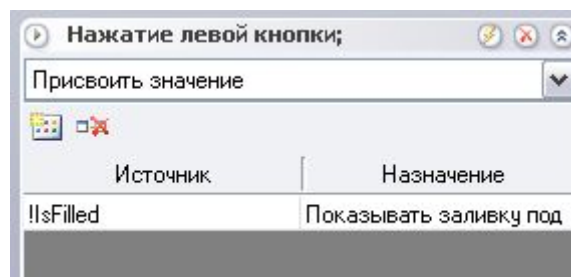 Нажатие левой кнопки;
Присвоить значение
Источник Назначение
!IsFilled Показывать заливку под